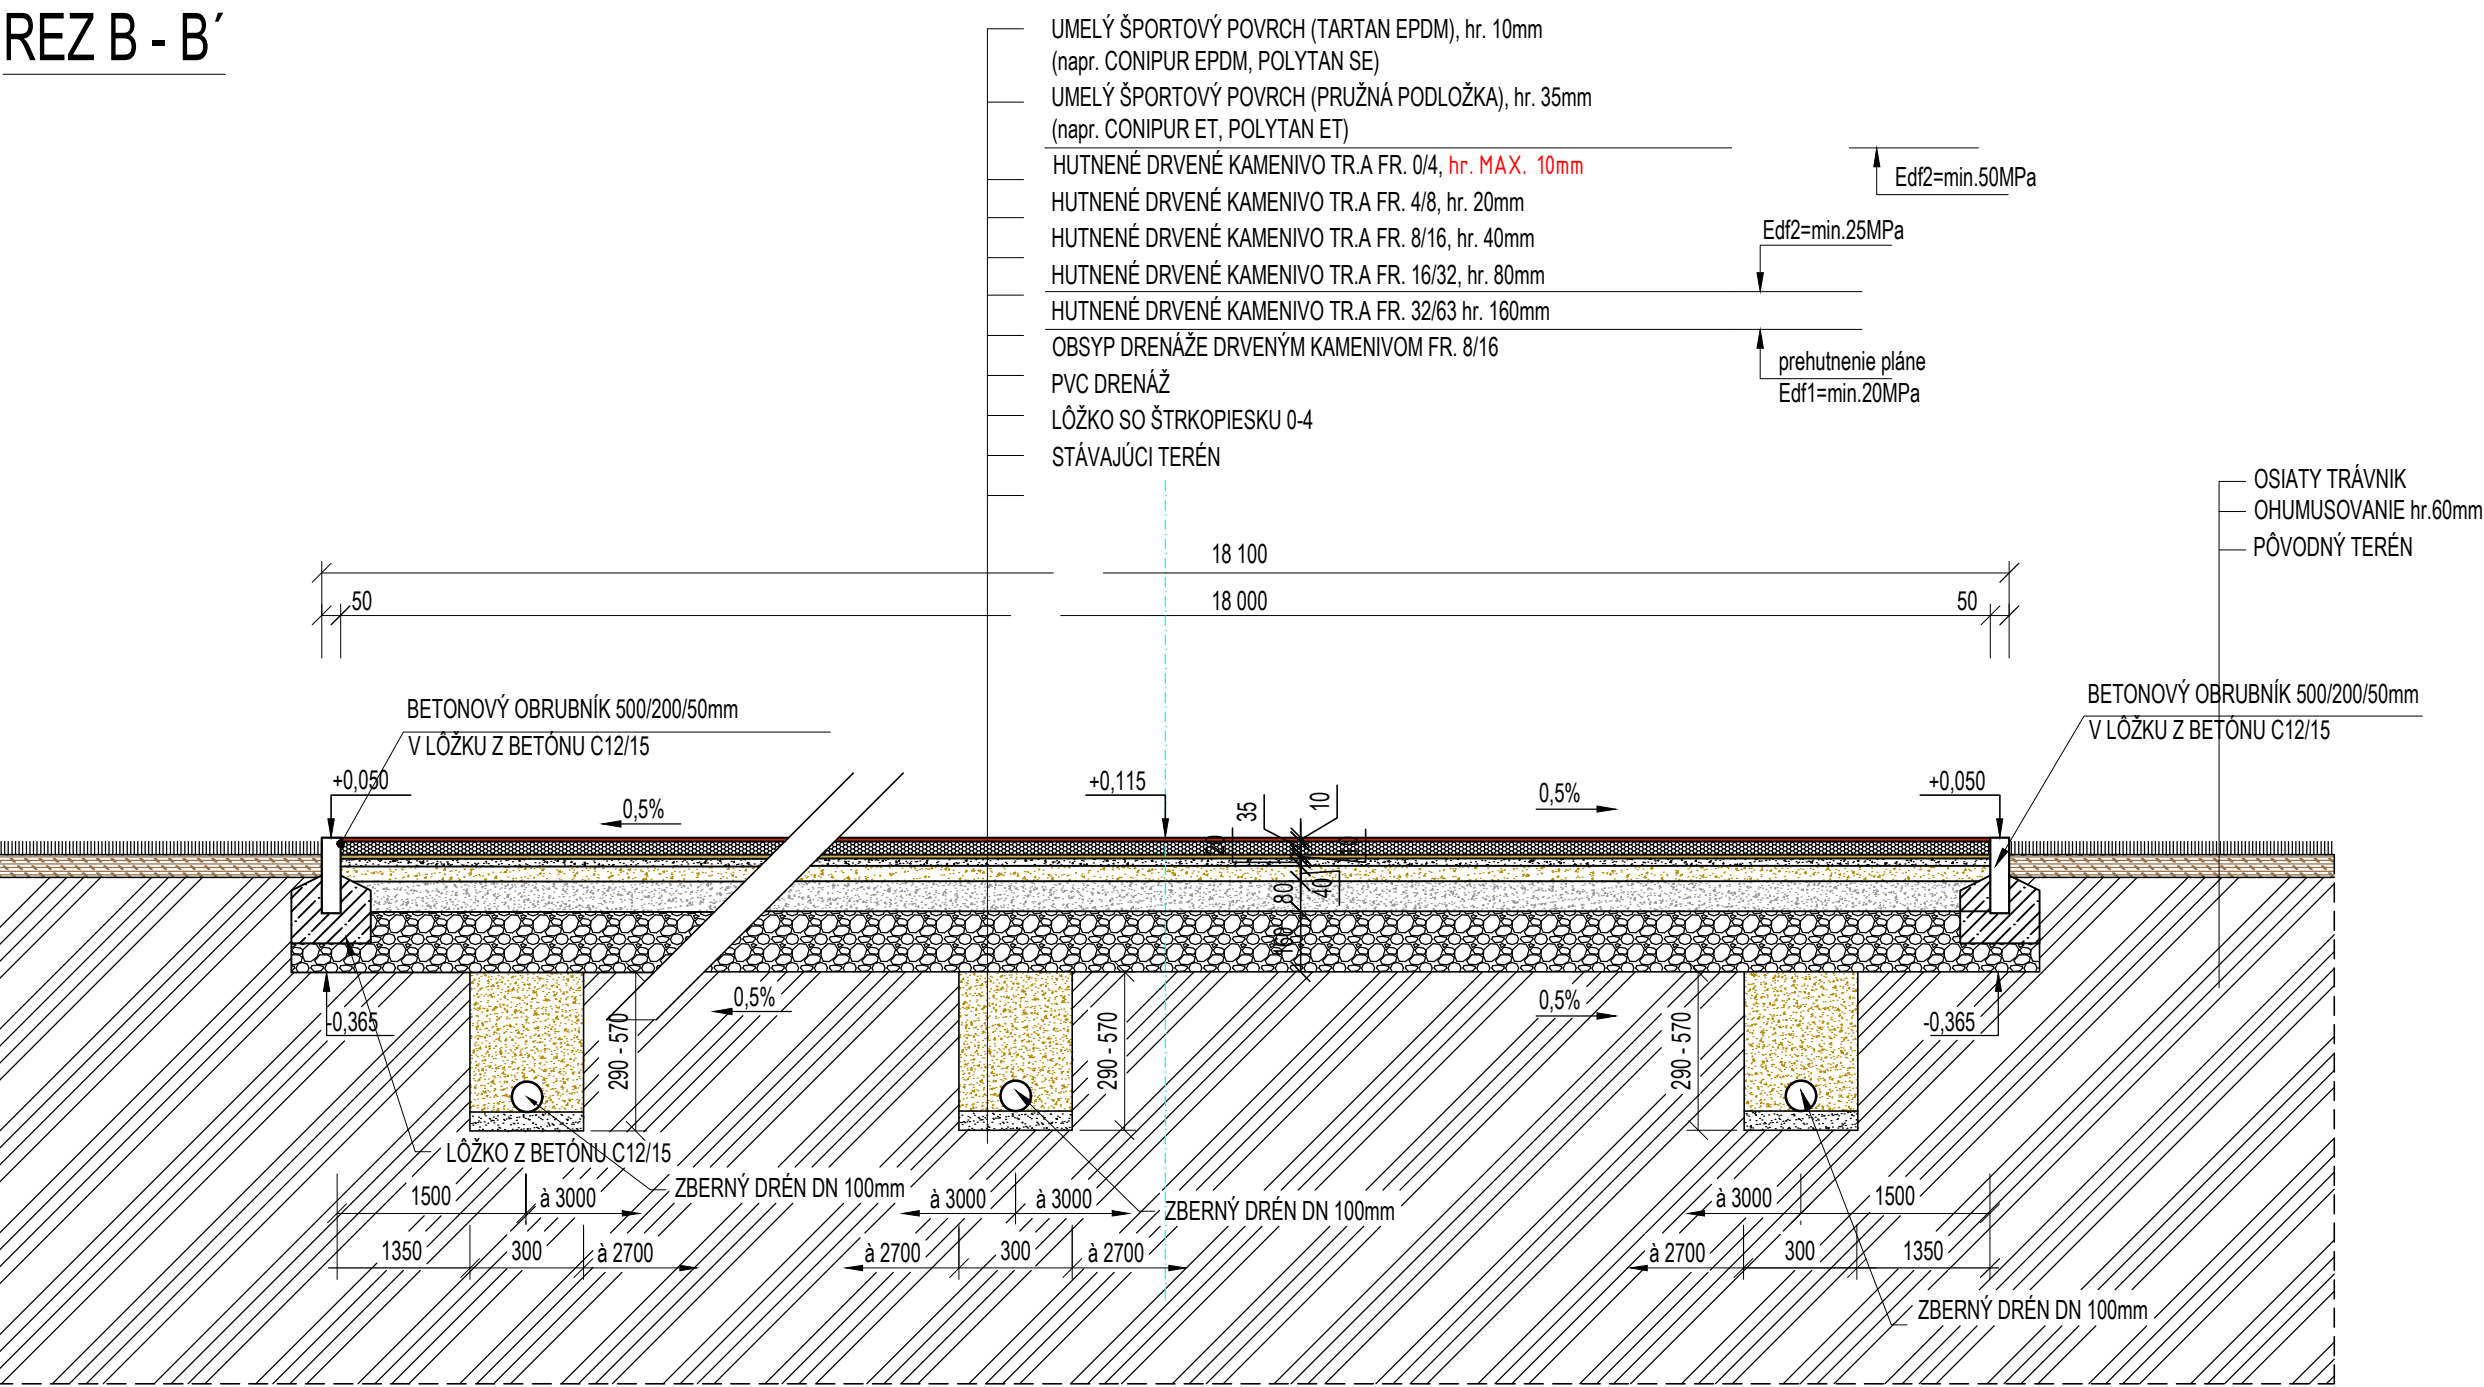 REZ B - B´
UMELÝ ŠPORTOVÝ POVRCH (TARTAN EPDM), hr. 10mm
(napr. CONIPUR EPDM, POLYTAN SE)
UMELÝ ŠPORTOVÝ POVRCH (PRUŽNÁ PODLOŽKA), hr. 35mm
(napr. CONIPUR ET, POLYTAN ET)
HUTNENÉ DRVENÉ KAMENIVO TR.A FR. 0/4, hr. MAX. 10mm
HUTNENÉ DRVENÉ KAMENIVO TR.A FR. 4/8, hr. 20mm
HUTNENÉ DRVENÉ KAMENIVO TR.A FR. 8/16, hr. 40mm
HUTNENÉ DRVENÉ KAMENIVO TR.A FR. 16/32, hr. 80mm
HUTNENÉ DRVENÉ KAMENIVO TR.A FR. 32/63 hr. 160mm
OBSYP DRENÁŽE DRVENÝM KAMENIVOM FR. 8/16
PVC DRENÁŽ
LÔŽKO SO ŠTRKOPIESKU 0-4
STÁVAJÚCI TERÉN
Edf2=min.50MPa
Edf2=min.25MPa
prehutnenie pláne
Edf1=min.20MPa
OSIATY TRÁVNIK
OHUMUSOVANIE hr.60mm
PÔVODNÝ TERÉN
18 100
50
18 000
50
BETONOVÝ OBRUBNÍK 500/200/50mm
V LÔŽKU Z BETÓNU C12/15
BETONOVÝ OBRUBNÍK 500/200/50mm
V LÔŽKU Z BETÓNU C12/15
+0,050
0,5%
+0,115
35
10
0,5%
+0,050
20
10
80
40
160
-0,365
0,5%
0,5%
-0,365
290 - 570
290 - 570
290 - 570
LÔŽKO Z BETÓNU C12/15
ZBERNÝ DRÉN DN 100mm
ZBERNÝ DRÉN DN 100mm
1500
à 3000
à 3000
à 3000
à 3000
1500
1350
300
à 2700
à 2700
300
à 2700
à 2700
300
1350
ZBERNÝ DRÉN DN 100mm